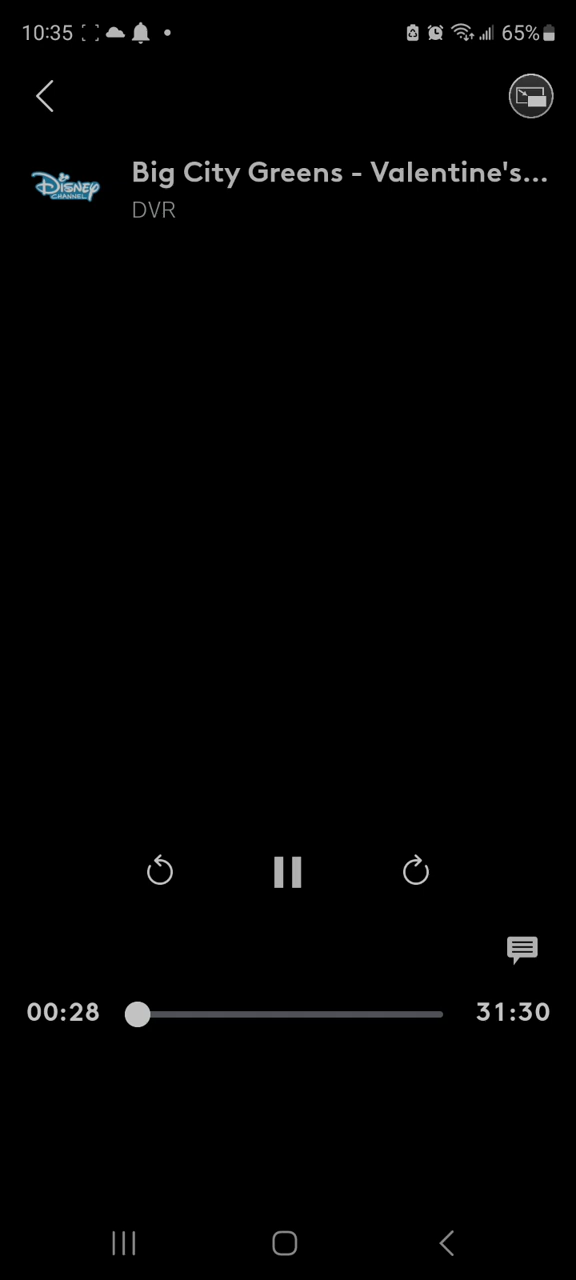 10:35 65%
Big City Greens - Valentine's...
Disney
CHANNEL
DVR
00:28 31:30